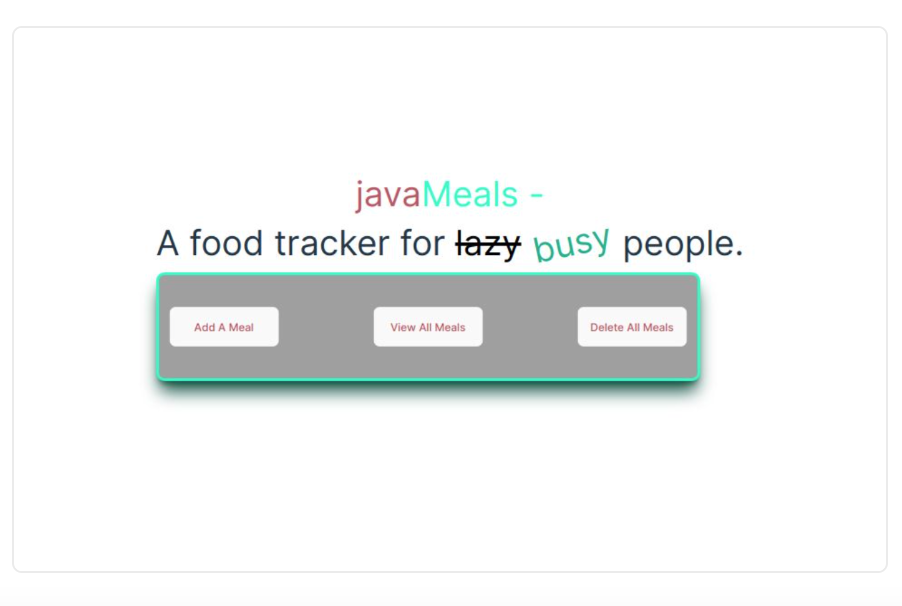 javaMeals -
A food tracker for lazy busy people.
Add A Meal View All Meals Delete All Meals